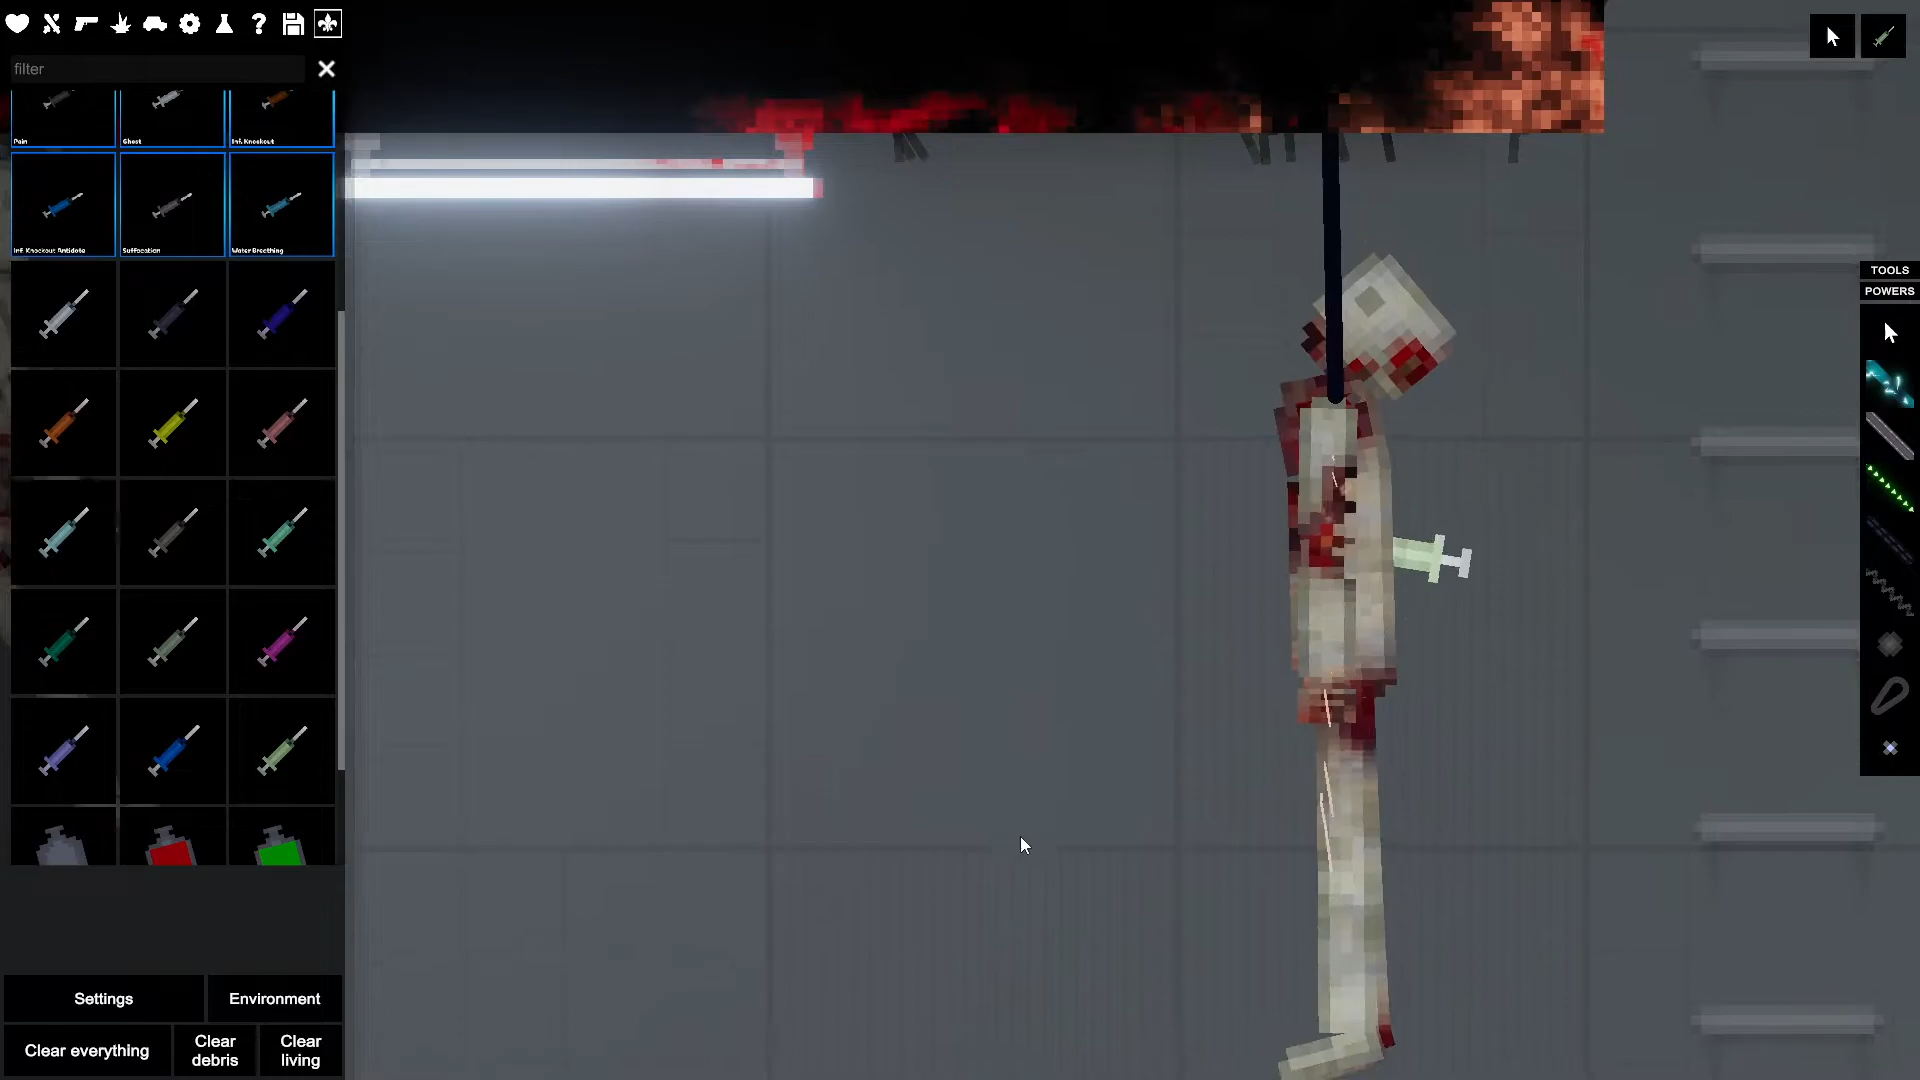 filter
Pain
Ghost
Inf. Knockout
Inf. Knockout Antidote
Suffocation
Water Breathing
TOOLS
POWERS
Settings
Environment
Clear everything
Clear
debris
Clear
living